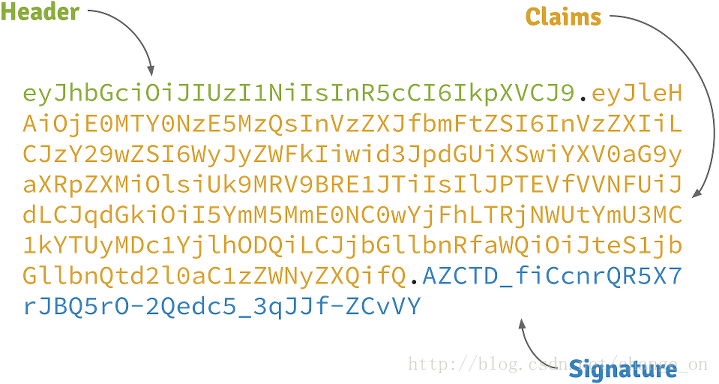 Header
Claims
eyJhbGciOiJIUzI1NiIsInR5cCI6IkpXVCJ9.eyJleH
AiOjE0MTY0NzE5MzQsInVzZXJfbmFtZSI6InVzZXIiL
CJzY29wZSI6WyJyZWFkIiwid3JpdGUiXSwiYXV0aG9y
aXRpZXMiOlsiUk9MRV9BRE1JTiIsIlJPTEVfVVNFUiJ
dLCJqdGkiOiI5YmM5MmE0NC0wYjFhLTRjNWUtYmU3MC
1kYTUyMDc1YjlhODQiLCJjbGllbnRfaWQiOiJteS1jb
GllbnQtd2l0aC1zZWNyZXQifQ.AZCTD_fiCcnrQR5X7
rJBQ5rO-2Qedc5_3qJJf-ZCvVY
Signature